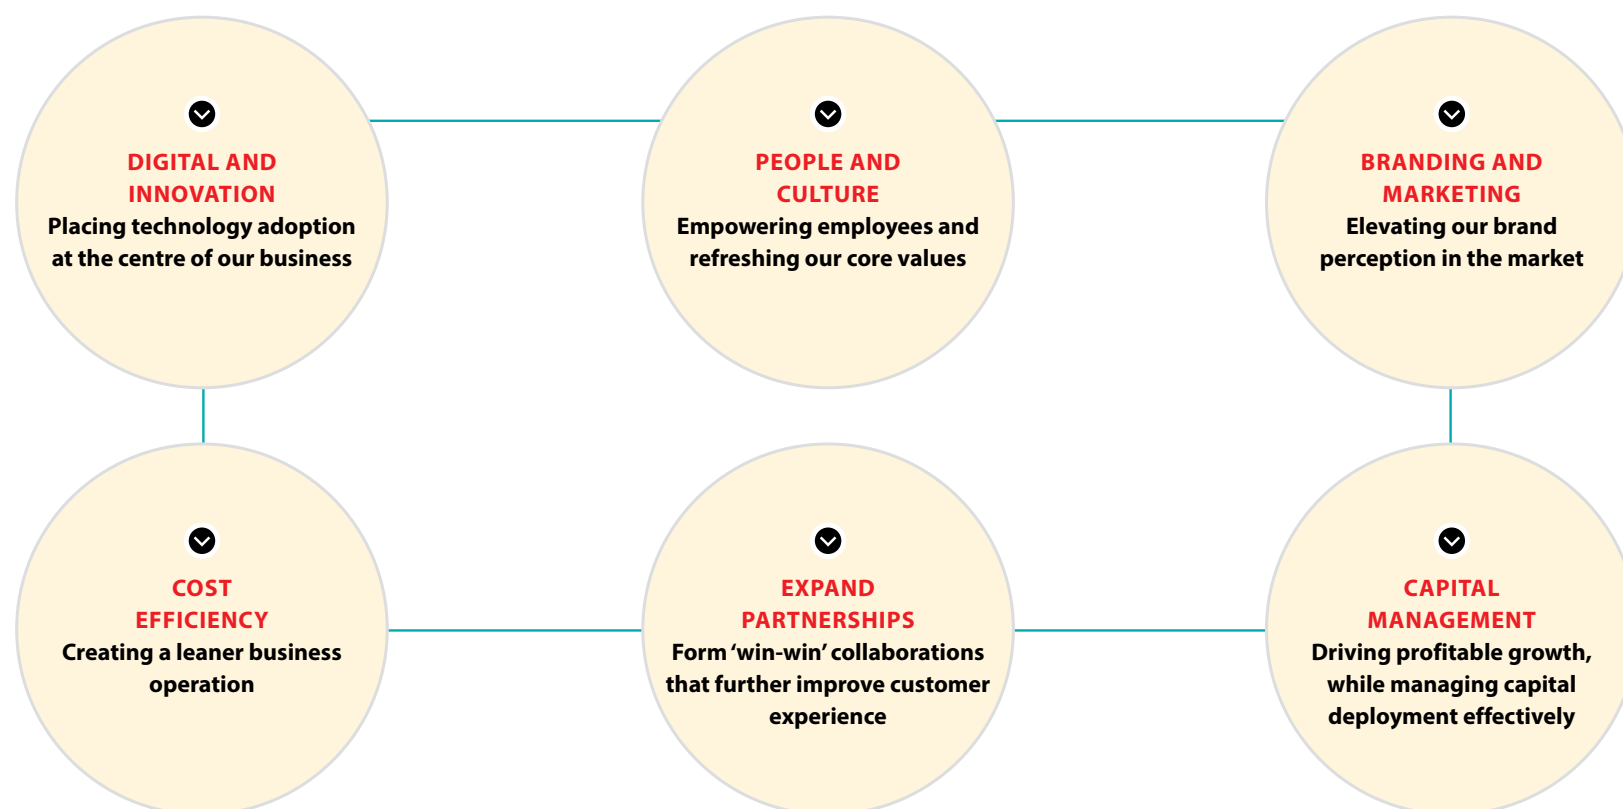 DIGITAL AND
INNOVATION
Placing technology adoption
at the centre of our business
PEOPLE AND
CULTURE
Empowering employees and
refreshing our core values
BRANDING AND
MARKETING
Elevating our brand
perception in the market
COST
EFFICIENCY
Creating a leaner business
operation
EXPAND
PARTNERSHIPS
Form ‘win-win’ collaborations
that further improve customer
experience
CAPITAL
MANAGEMENT
Driving profitable growth,
while managing capital
deployment effectively